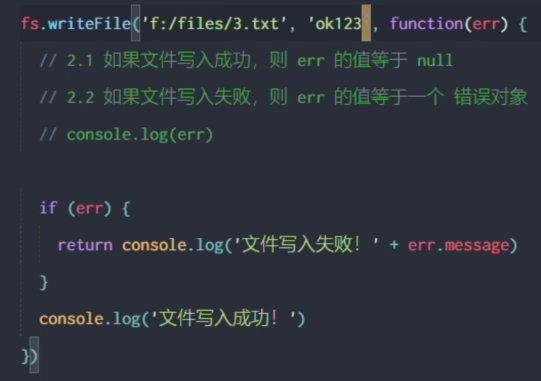 fs.writeFile('f:/files/3.txt', 'ok123', function(err) {
// 2.1 如果文件写入成功，则 err 的值等于 null
// 2.2 如果文件写入失败，则 err 的值等于一个 错误对象
// console.log(err)
if (err) {
return console.log('文件写入失败！' + err.message)
}
console.log('文件写入成功！')
})